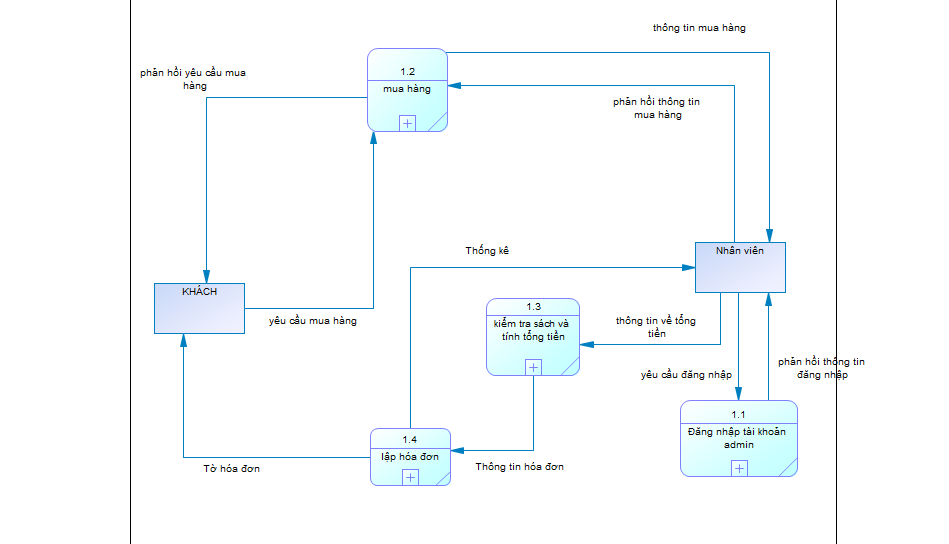 thông tin mua hàng
1.2
mua hàng
phản hồi yêu cầu mua
hàng
phản hồi thông tin
mua hàng
Thống kê
Nhân viên
KHÁCH
yêu cầu mua hàng
1.3
kiểm tra sách và
tính tổng tiền
thông tin về tổng
tiền
yêu cầu đăng nhập
phản hồi thông tin
đăng nhập
1.1
Đăng nhập tài khoản
admin
1.4
lập hóa đơn
Tờ hóa đơn
Thông tin hóa đơn